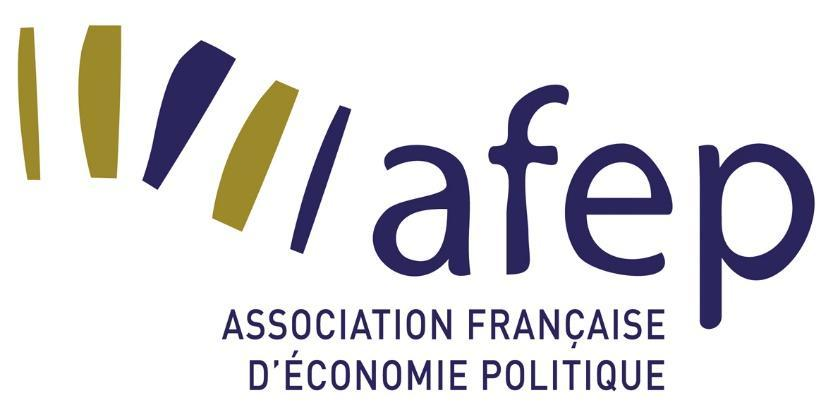 afep
ASSOCIATION FRANÇAISE
D'ÉCONOMIE POLITIQUE